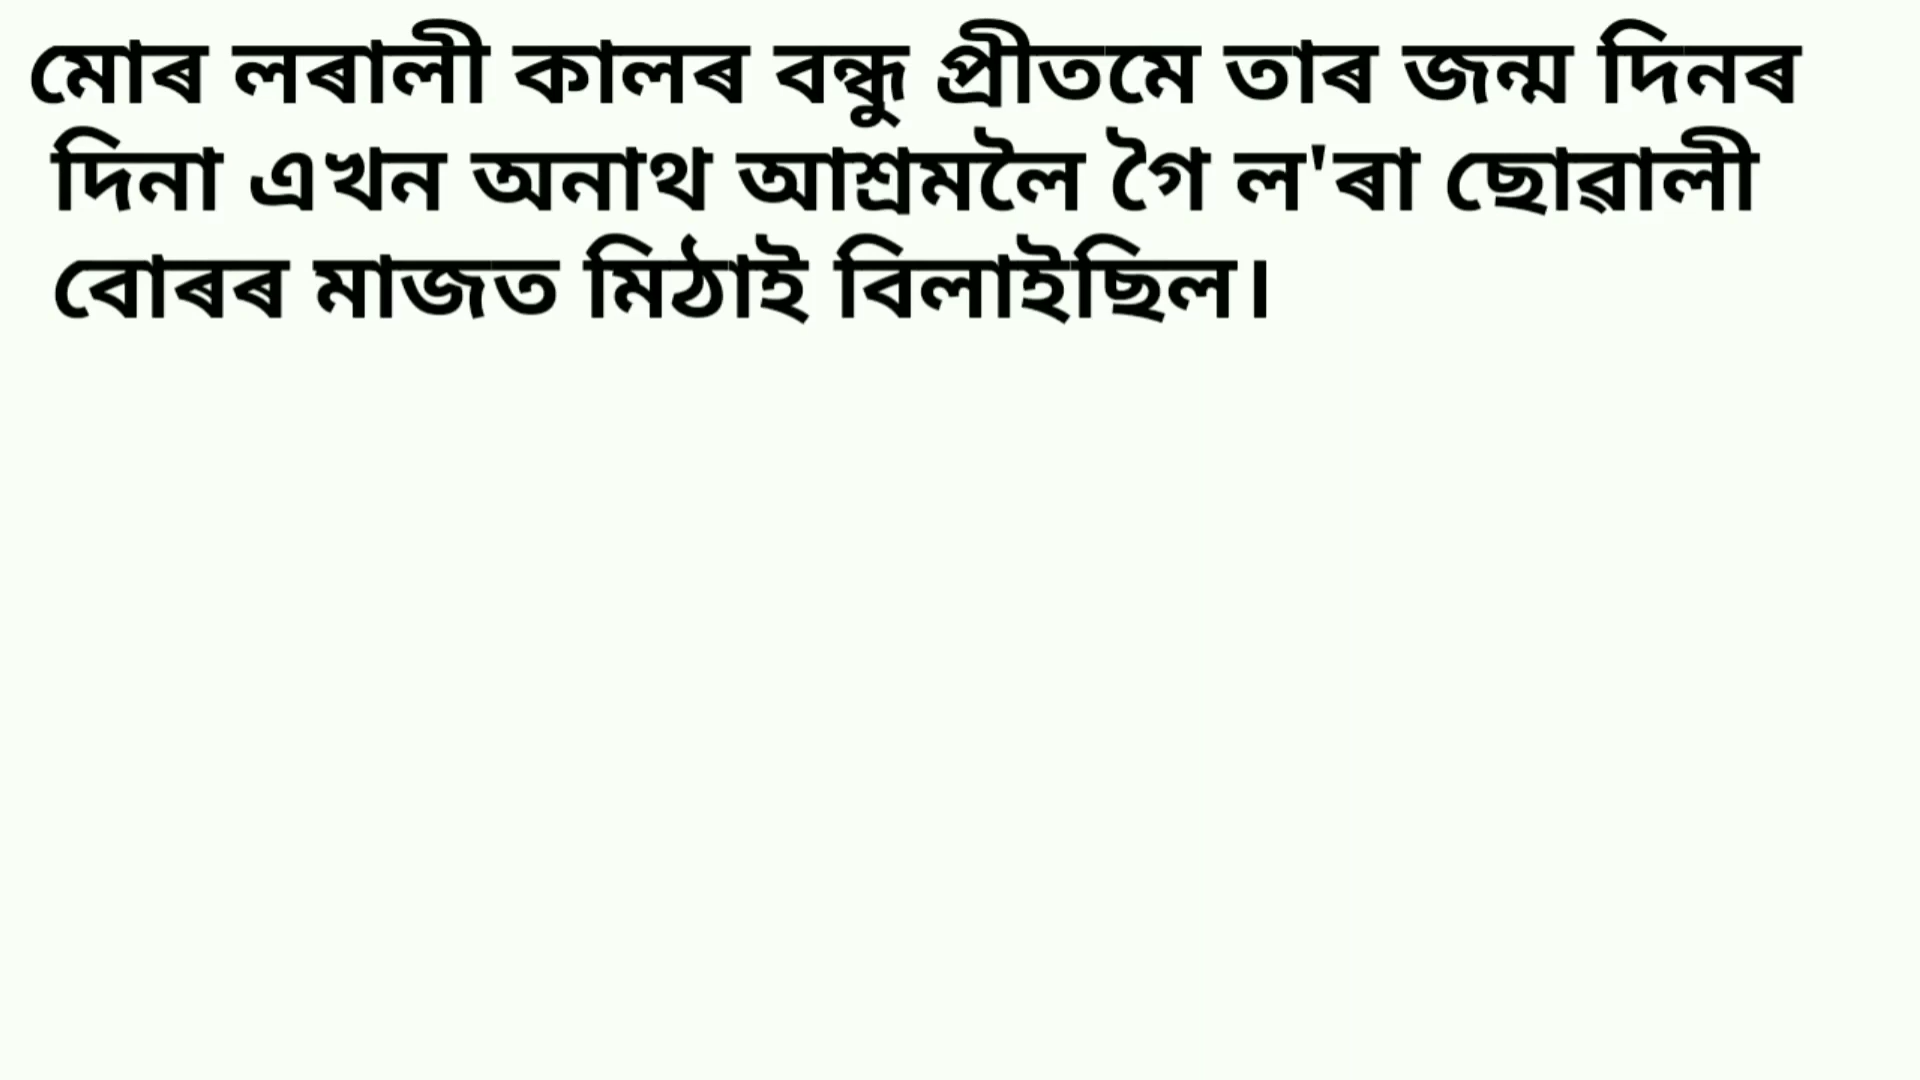 মোৰ লৰালী কালৰ বন্ধু প্ৰীতমে তাৰ জন্ম দিনৰ
দিনা এখন অনাথ আশ্ৰমলৈ গৈ ল'ৰা ছোৱালী
বোৰৰ মাজত মিঠাই বিলাইছিল।